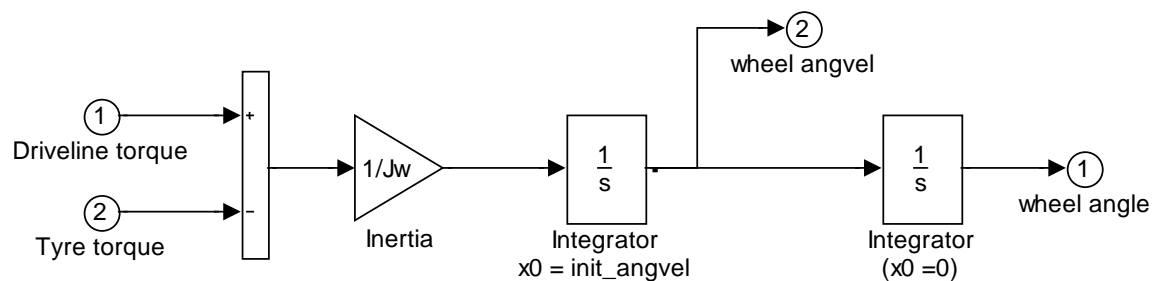 2
wheel angvel
1
+
Driveline torque
1/Jw
1
s
1
s
1
2
−
wheel angle
Tyre torque
Inertia
Integrator
Integrator
x0 = init_angvel
(x0 =0)